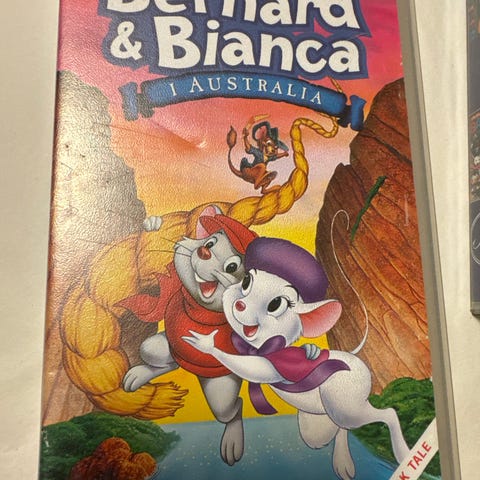 Bernard
& Bianca
I AUSTRALIA
K TALE